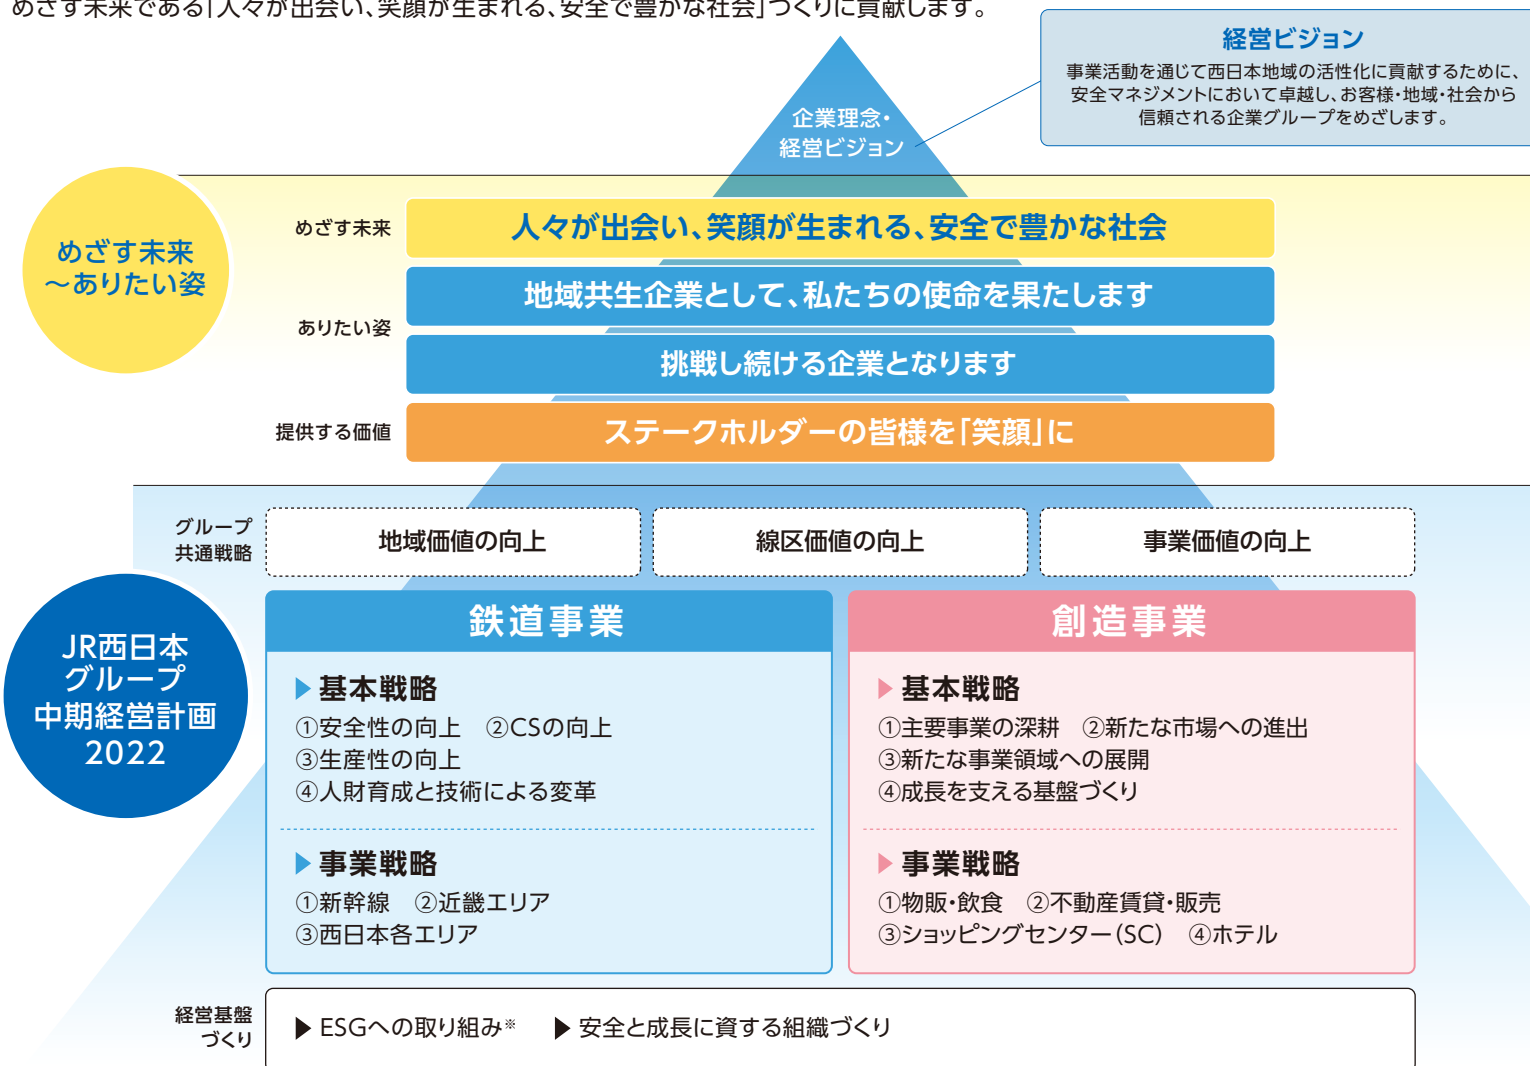 めざす未来である「人々が出会い、笑顔が生まれる、安全で豊かな社会」づくりに貢献します。
経営ビジョン
事業活動を通じて西日本地域の活性化に貢献するために、
安全マネジメントにおいて卓越し、お客様・地域・社会から
信頼される企業グループをめざします。
企業理念・
経営ビジョン
めざす未来
～ありたい姿
めざす未来
人々が出会い、笑顔が生まれる、安全で豊かな社会
ありたい姿
地域共生企業として、私たちの使命を果たします
挑戦し続ける企業となります
提供する価値
ステークホルダーの皆様を「笑顔」に
JR西日本
グループ
中期経営計画
2022
グループ
共通戦略
地域価値の向上
線区価値の向上
事業価値の向上
鉄道事業
▶基本戦略
①安全性の向上 ②CSの向上
③生産性の向上
④人財育成と技術による変革
▶事業戦略
①新幹線 ②近畿エリア
③西日本各エリア
創造事業
▶基本戦略
①主要事業の深耕 ②新たな市場への進出
③新たな事業領域への展開
④成長を支える基盤づくり
▶事業戦略
①物販・飲食 ②不動産賃貸・販売
③ショッピングセンター(SC) ④ホテル
経営基盤
づくり
▶ESGへの取り組み※ ▶安全と成長に資する組織づくり